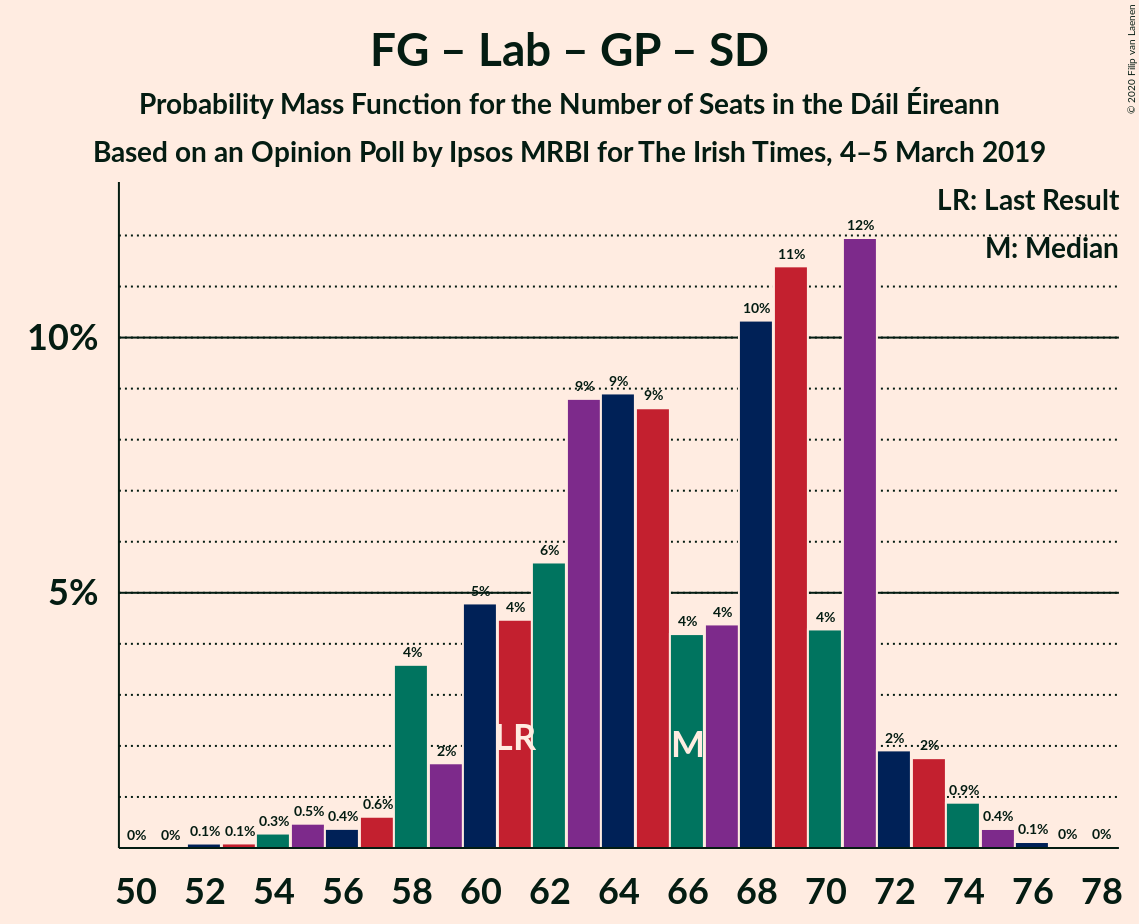 FG – Lab – GP – SD
Probability Mass Function for the Number of Seats in the Dáil Éireann
Based on an Opinion Poll by Ipsos MRBI for The Irish Times, 4–5 March 2019
© 2020 Filip van Laenen
LR: Last Result
M: Median
10%
5%
0% 0% 0.1% 0.1% 0.3% 0.5% 0.4% 0.6% 4% 2% 5% 4% 6% 9% 9% 9% 4% 4% 10% 11% 4% 12% 2% 2% 0.9% 0.4% 0.1% 0% 0%
LR M
50 52 54 56 58 60 62 64 66 68 70 72 74 76 78